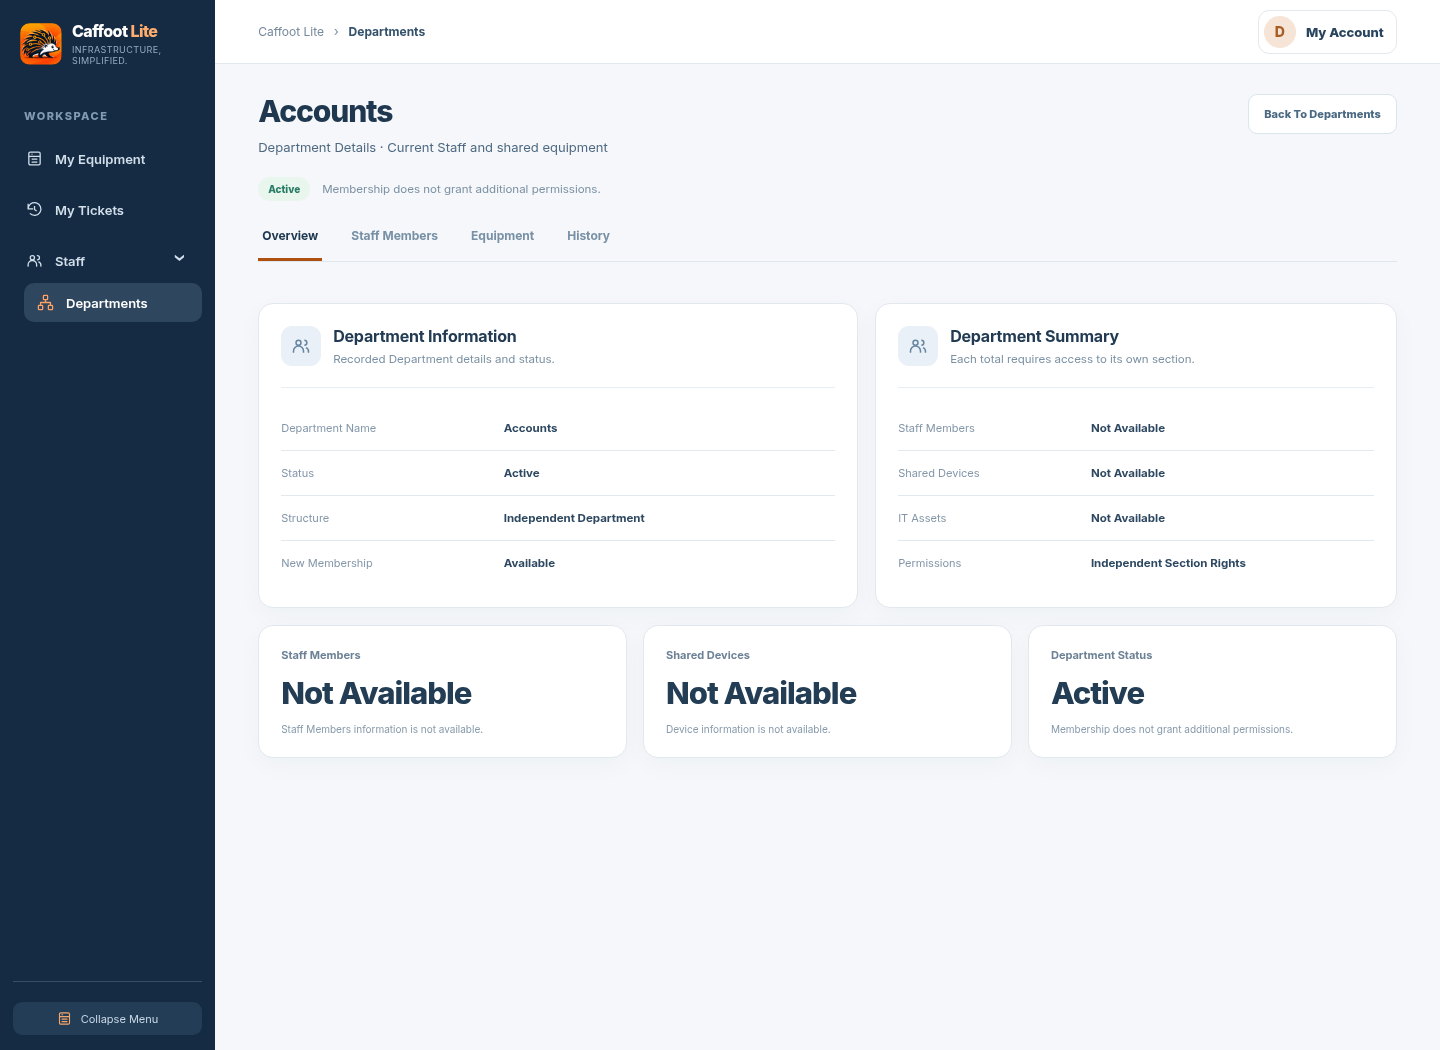 Caffoot Lite
INFRASTRUCTURE,
SIMPLIFIED.
WORKSPACE
My Equipment
My Tickets
Staff
Departments
Collapse Menu
Caffoot Lite › Departments
D My Account
Accounts
Back To Departments
Department Details · Current Staff and shared equipment
Active Membership does not grant additional permissions.
Overview Staff Members Equipment History
Department Information
Recorded Department details and status.
Department Name Accounts
Status Active
Structure Independent Department
New Membership Available
Department Summary
Each total requires access to its own section.
Staff Members Not Available
Shared Devices Not Available
IT Assets Not Available
Permissions Independent Section Rights
Staff Members
Not Available
Staff Members information is not available.
Shared Devices
Not Available
Device information is not available.
Department Status
Active
Membership does not grant additional permissions.